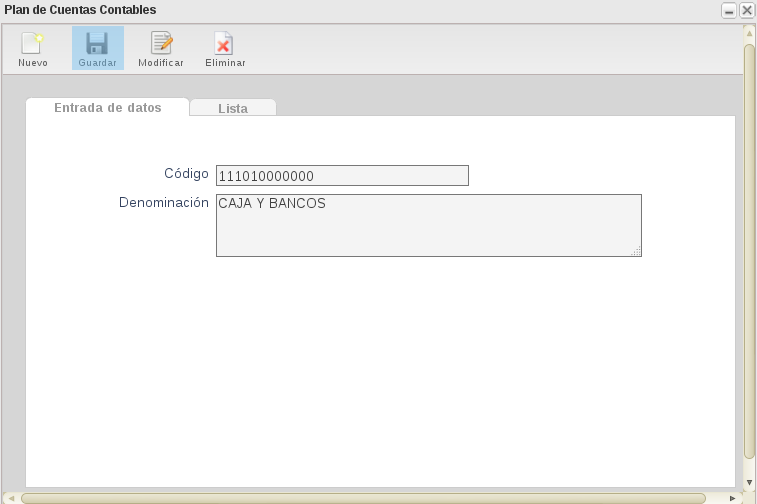 Plan de Cuentas Contables
Nuevo Guardar Modificar Eliminar
Entrada de datos Lista
Código 111010000000
Denominación CAJA Y BANCOS